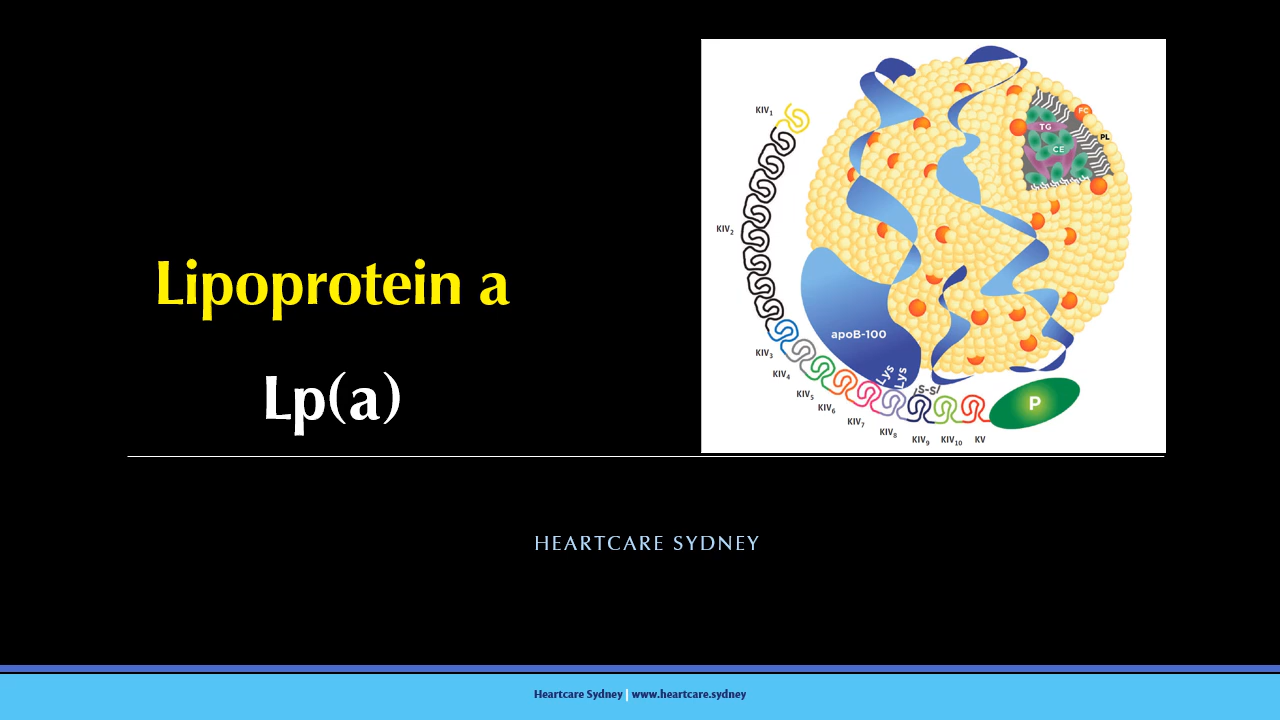 Lipoprotein a
Lp(a)
KIV1
KIV2
KIV3
KIV4
KIV5
KIV6
KIV7
KIV8
KIV9
KIV10
KV
apoB-100
Lys
Lys
S-S
P
TG
CE
FC
PL
HEARTCARE SYDNEY
Heartcare Sydney | www.heartcare.sydney